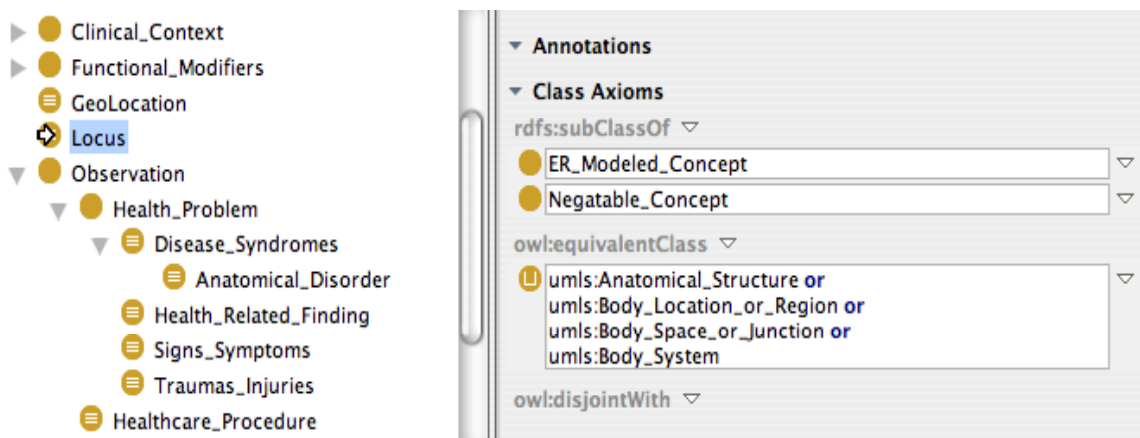 Clinical_Context
Functional_Modifiers
GeoLocation
Locus
Observation
Health_Problem
Disease_Syndromes
Anatomical_Disorder
Health_Related_Finding
Signs_Symptoms
Traumas_Injuries
Healthcare_Procedure
Annotations
Class Axioms
rdfs:subClassOf
ER_Modeled_Concept
Negatable_Concept
owl:equivalentClass
umls:Anatomical_Structure or
umls:Body_Location_or_Region or
umls:Body_Space_or_Junction or
umls:Body_System
owl:disjointWith